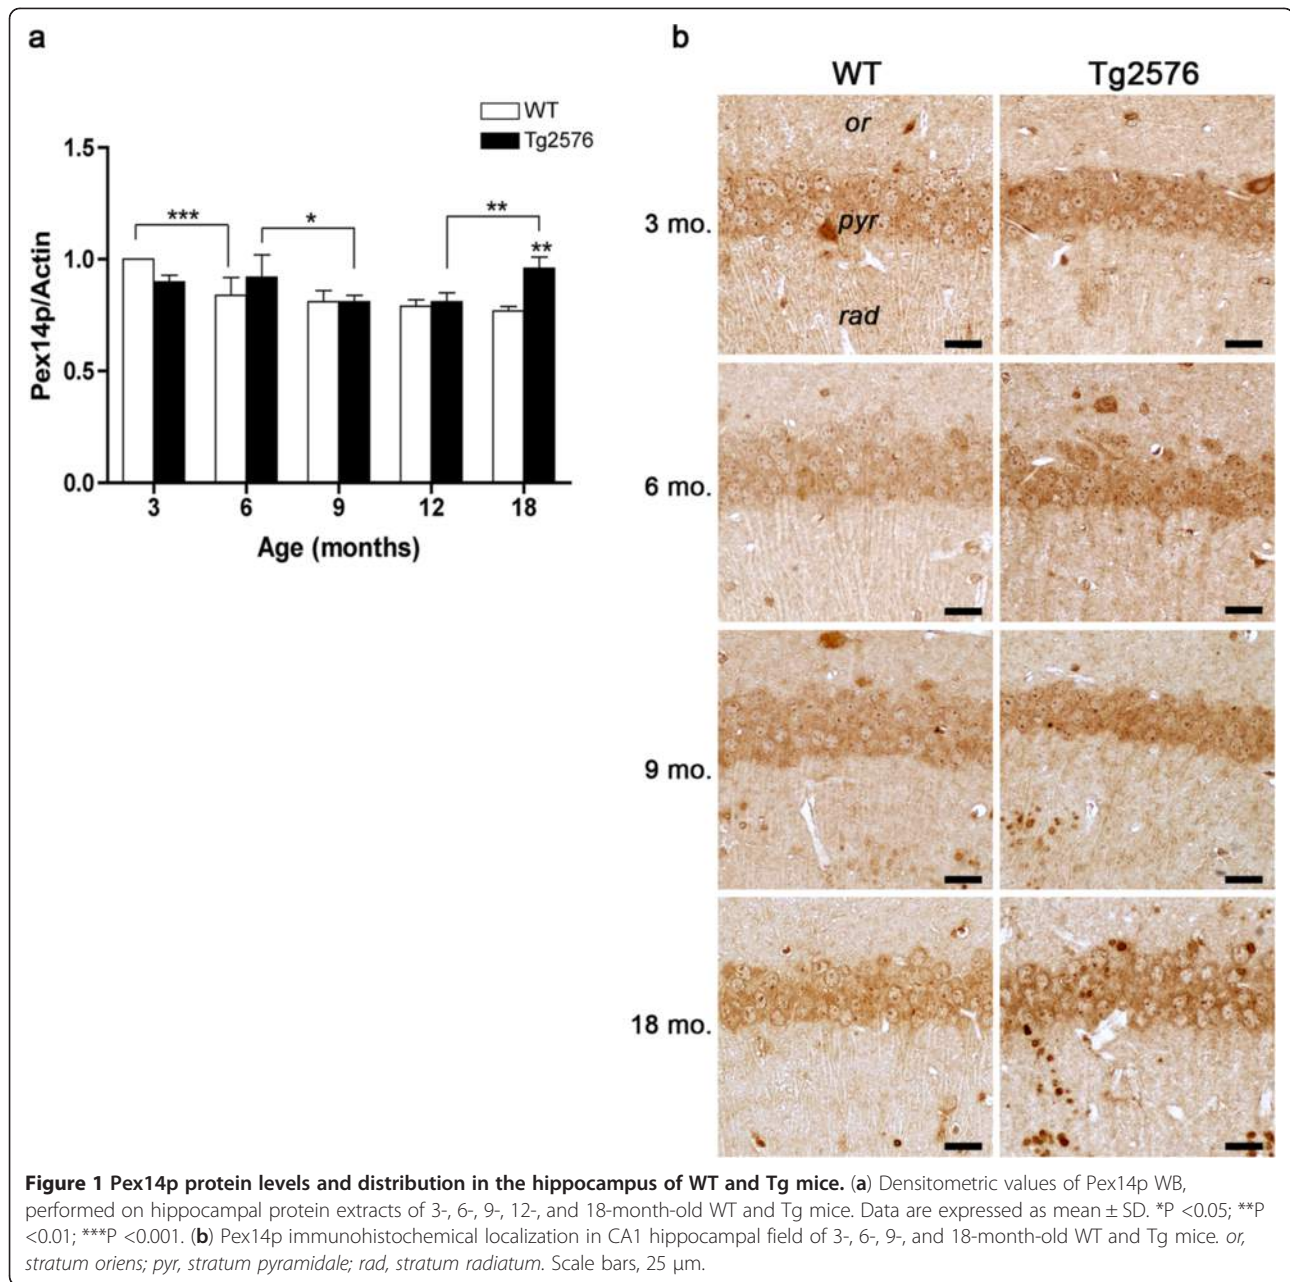 a
WT
Tg2576
1.5
1.0
0.5
0.0
***
*
**
**
Pex14p/Actin
3 6 9 12 18
Age (months)
b
WT Tg2576
or
pyr
rad
3 mo.
6 mo.
9 mo.
18 mo.
Figure 1 Pex14p protein levels and distribution in the hippocampus of WT and Tg mice. (a) Densitometric values of Pex14p WB,
performed on hippocampal protein extracts of 3-, 6-, 9-, 12-, and 18-month-old WT and Tg mice. Data are expressed as mean ± SD. *P <0.05; **P
<0.01; ***P <0.001. (b) Pex14p immunohistochemical localization in CA1 hippocampal field of 3-, 6-, 9-, and 18-month-old WT and Tg mice. or,
stratum oriens; pyr, stratum pyramidale; rad, stratum radiatum. Scale bars, 25 μm.